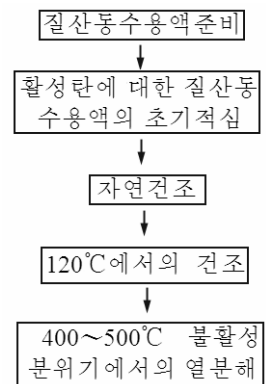 질산동수용액준비
활성탄에 대한 질산동
수용액의 초기적심
자연건조
120℃에서의 건조
400～500℃ 불활성
분위기에서의 열분해